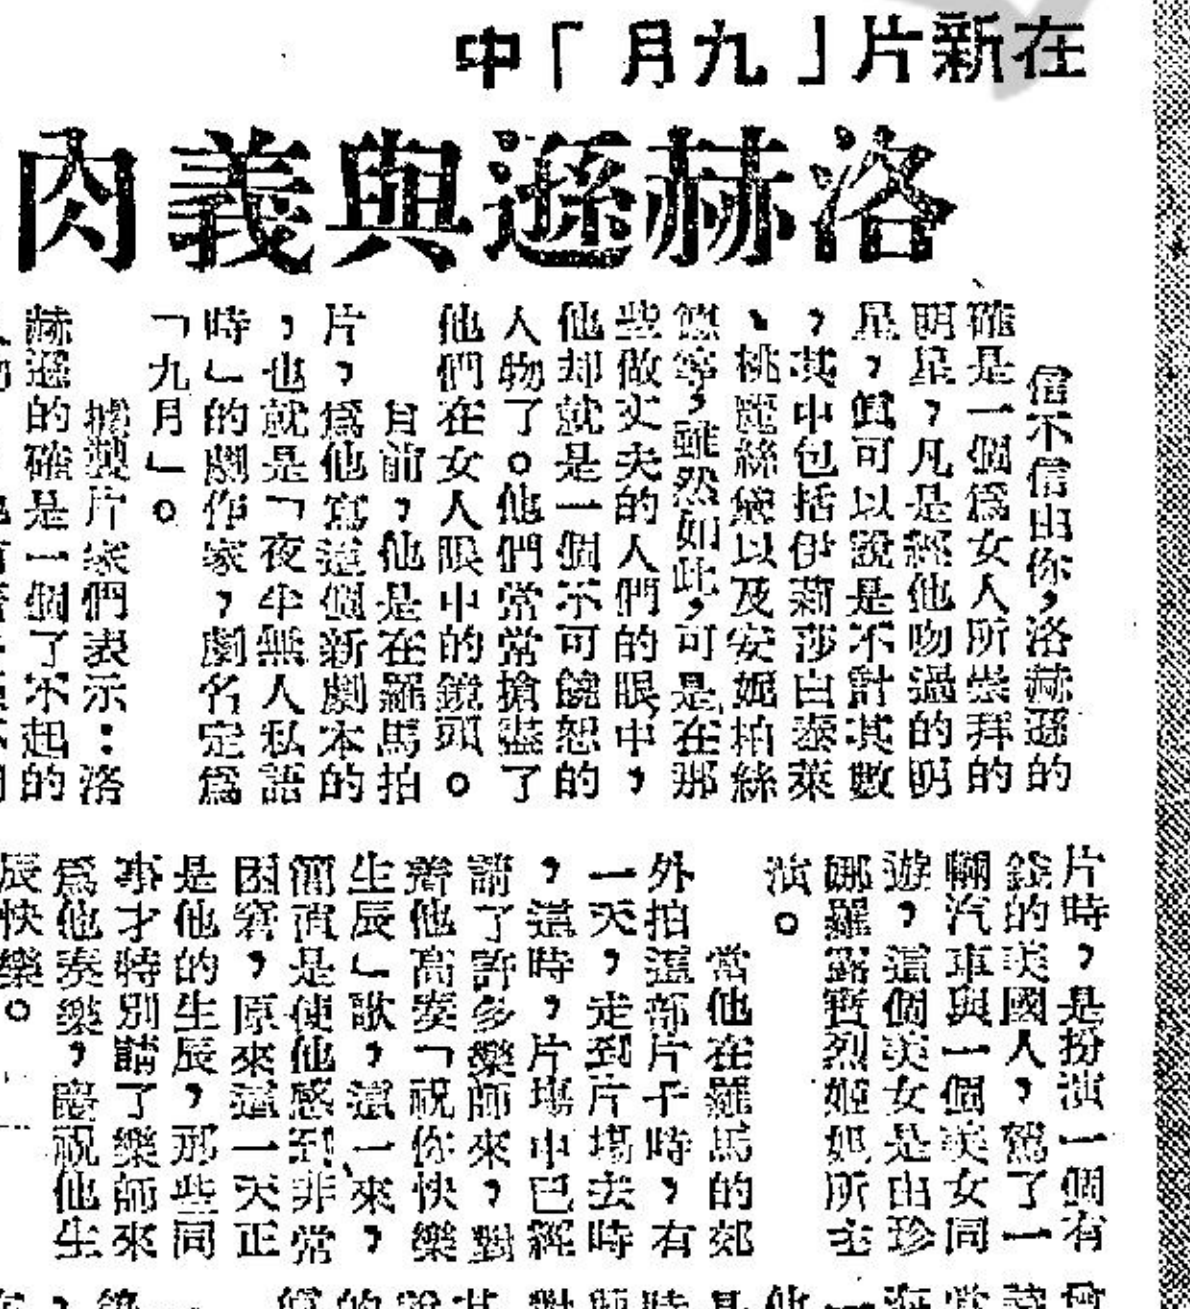 在新片「九月」中
洛赫遜與義肉
信不信由你,洛赫遜的
確是一個爲女人所崇拜的
明星,凡是經他吻過的明
星,眞可以說是不計其數
,其中包括伊莉莎白泰萊
、桃麗絲黛以及安妮柏絲
德等,雖然如此,可是在那
些做丈夫的人們的眼中,
他却就是一個不可饒恕的
人物了。他們常常搶盡了
他們在女人眼中的鏡頭。
目前,他是在羅馬拍
片,爲他寫這個新劇本的
,也就是「夜半無人私語
時」的劇作家,劇名定爲
「九月」。
據製片家們表示:洛
赫遜的確是一個了不起的
片時,是扮演一個有
錢的美國人,駕了一
輛汽車與一個美女同
遊,這個美女是由珍
娜羅露寶烈姬妲所主
演。
當他在羅馬的郊
外拍這部片子時,有
一天,走到片場去時
,這時,片場中已經
請了許多樂師來,對
着他高奏「祝你快樂
生辰」歌,這一來,
簡直是使他感到非常
困窘,原來這一天正
是他的生辰,那些同
事才特別請了樂師來
爲他奏樂,慶祝他生
辰快樂。